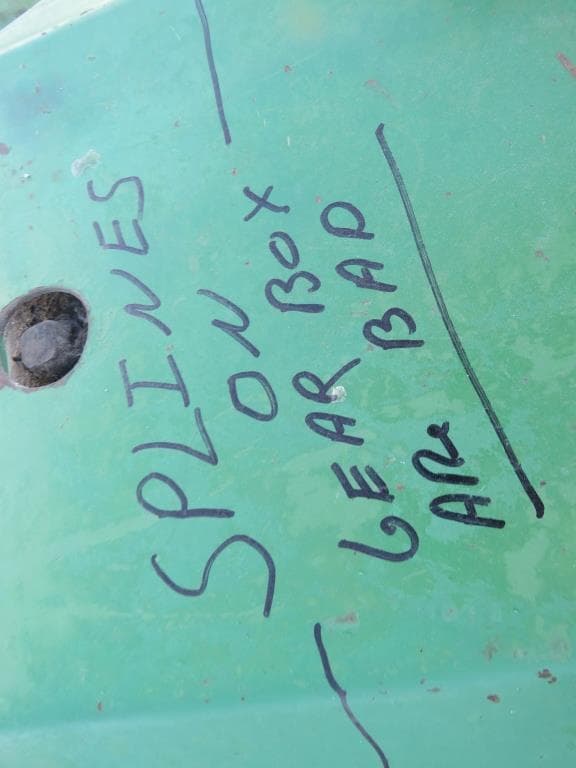 SPLINES
ON
GEAR BOX
ARe BAD